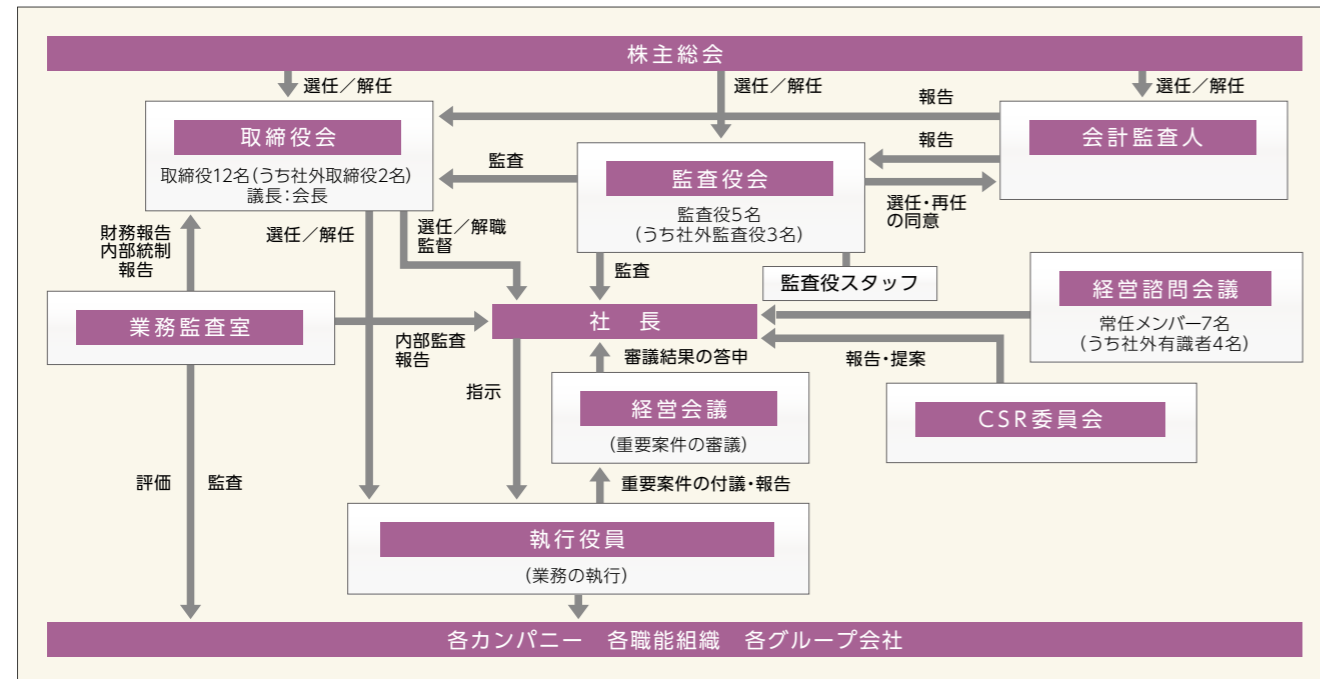 株主総会
選任／解任
選任／解任
選任／解任
報告
取締役会
取締役12名（うち社外取締役2名）
議長：会長
監査
監査役会
監査役5名
（うち社外監査役3名）
報告
会計監査人
選任・再任
の同意
財務報告
内部統制
報告
選任／解任
選任／解職
監督
監査
監査役スタッフ
業務監査室
内部監査
報告
社　長
経営諮問会議
常任メンバー7名
（うち社外有識者4名）
審議結果の答申
報告・提案
指示
経営会議
（重要案件の審議）
CSR委員会
評価
監査
重要案件の付議・報告
執行役員
（業務の執行）
各カンパニー　各職能組織　各グループ会社